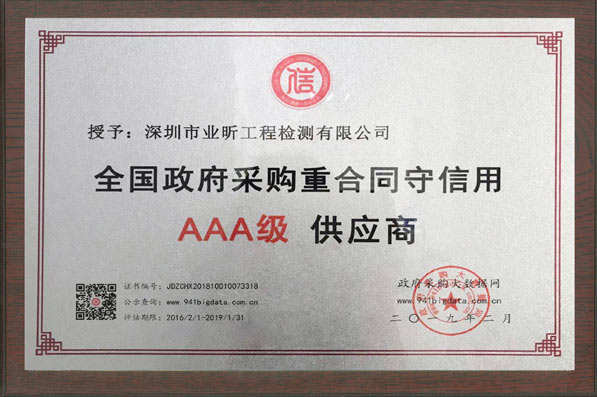 信
授予：深圳市业昕工程检测有限公司
全国政府采购重合同守信用
AAA级 供应商
证书编号：JDZCHX201810010073318
公示查询：www.941bigdata.com.cn
评估期限：2016/2/1-2019/1/31
政府采购大数据网
www.941bigdata.com.cn
二〇一九年二月